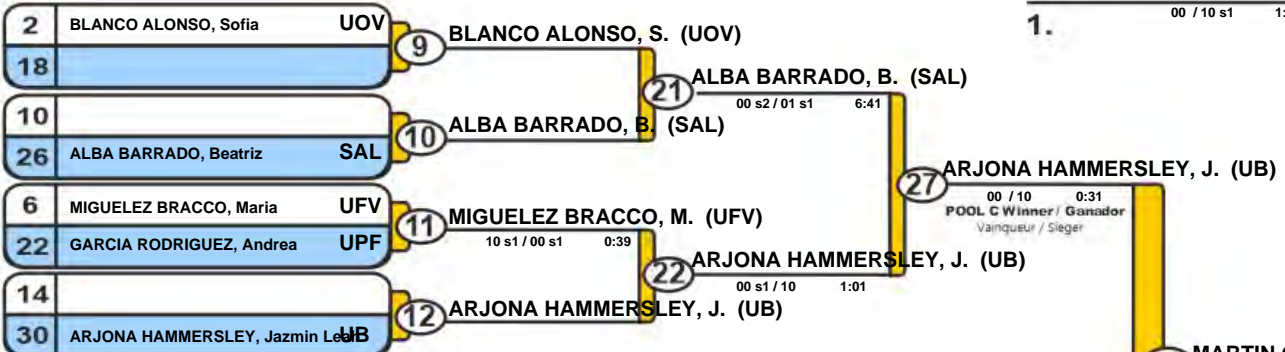 00 / 10 s1
1.
2 BLANCO ALONSO, Sofia UOV
18
9
BLANCO ALONSO, S. (UOV)
21
ALBA BARRADO, B. (SAL)
00 s2 / 01 s1 6:41
10
26 ALBA BARRADO, Beatriz SAL
10
ALBA BARRADO, B. (SAL)
27
ARJONA HAMMERSLEY, J. (UB)
00 / 10 0:31
POOL C Winner / Ganador
Vainqueur / Sieger
6 MIGUELEZ BRACCO, Maria UFV
22 GARCIA RODRIGUEZ, Andrea UPF
11
MIGUELEZ BRACCO, M. (UFV)
10 s1 / 00 s1 0:39
22
ARJONA HAMMERSLEY, J. (UB)
00 s1 / 10 1:01
14
30 ARJONA HAMMERSLEY, Jazmin Leah UB
12
ARJONA HAMMERSLEY, J. (UB)
MARTIN